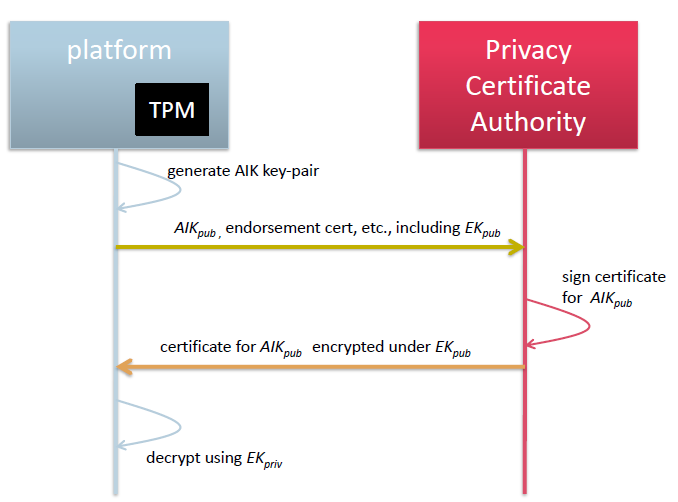 platform
TPM
Privacy
Certificate
Authority
generate AIK key-pair
AIKpub , endorsement cert, etc., including EKpub
sign certificate
for AIKpub
certificate for AIKpub encrypted under EKpub
decrypt using EKpriv